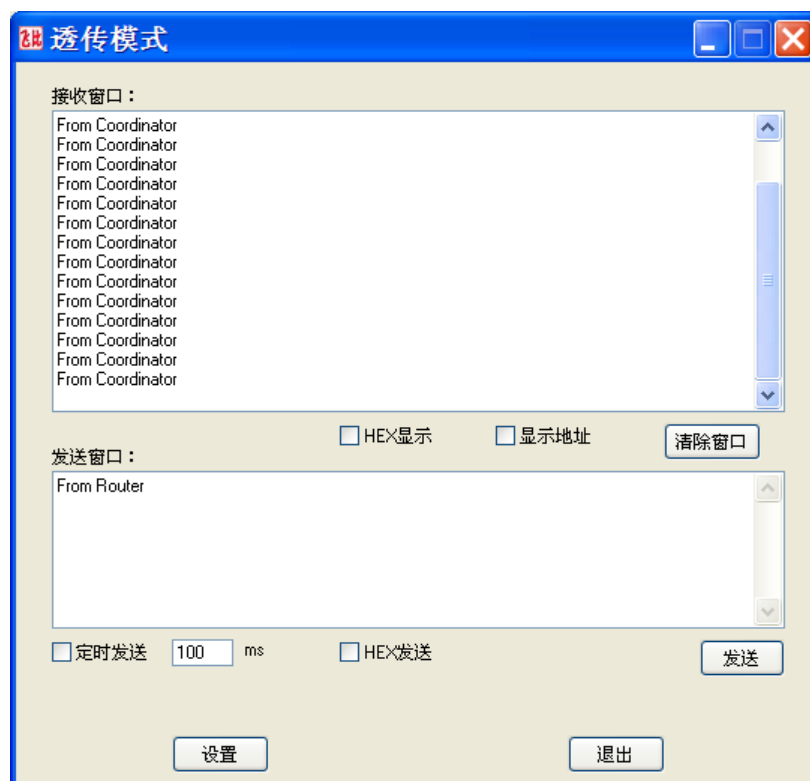 飞比 透传模式
接收窗口：
From Coordinator
From Coordinator
From Coordinator
From Coordinator
From Coordinator
From Coordinator
From Coordinator
From Coordinator
From Coordinator
From Coordinator
From Coordinator
From Coordinator
From Coordinator
From Coordinator
HEX显示 显示地址 清除窗口
发送窗口：
From Router
定时发送 100 ms HEX发送 发送
设置 退出